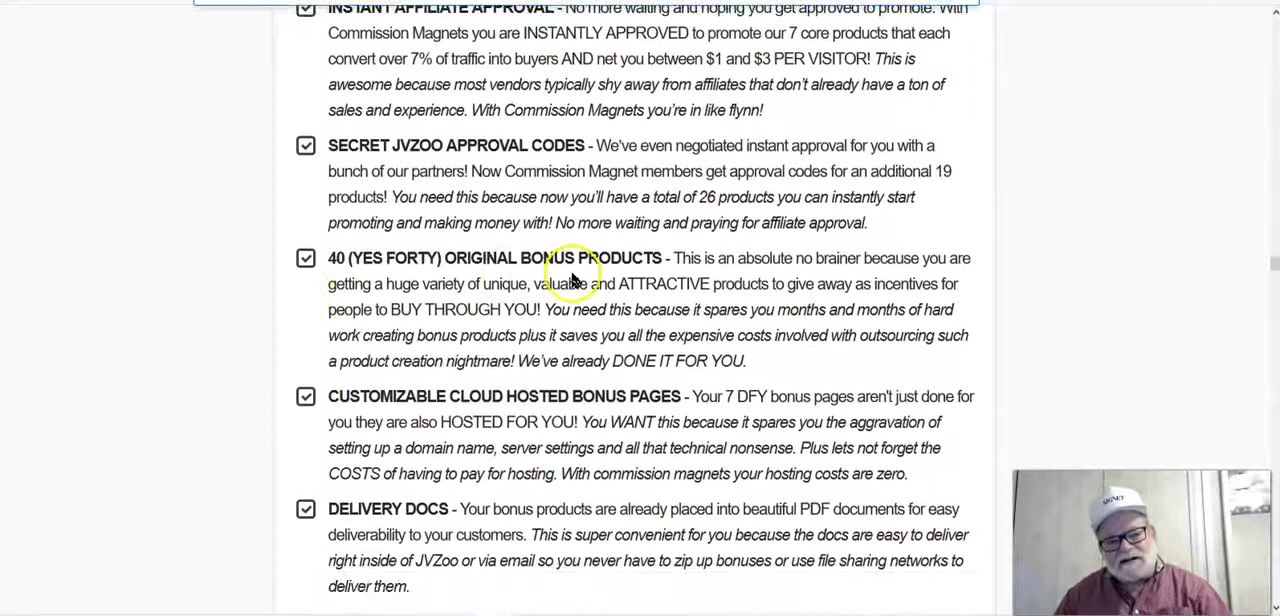 INSTANT AFFILIATE APPROVAL - No more waiting and hoping you get approved to promote. With
Commission Magnets you are INSTANTLY APPROVED to promote our 7 core products that each
convert over 7% of traffic into buyers AND net you between $1 and $3 PER VISITOR! This is
awesome because most vendors typically shy away from affiliates that don't already have a ton of
sales and experience. With Commission Magnets you're in like flynn!
SECRET JVZOO APPROVAL CODES - We've even negotiated instant approval for you with a
bunch of our partners! Now Commission Magnet members get approval codes for an additional 19
products! You need this because now you'll have a total of 26 products you can instantly start
promoting and making money with! No more waiting and praying for affiliate approval.
40 (YES FORTY) ORIGINAL BONUS PRODUCTS - This is an absolute no brainer because you are
getting a huge variety of unique, valuable and ATTRACTIVE products to give away as incentives for
people to BUY THROUGH YOU! You need this because it spares you months and months of hard
work creating bonus products plus it saves you all the expensive costs involved with outsourcing such
a product creation nightmare! We've already DONE IT FOR YOU.
CUSTOMIZABLE CLOUD HOSTED BONUS PAGES - Your 7 DFY bonus pages aren't just done for
you they are also HOSTED FOR YOU! You WANT this because it spares you the aggravation of
setting up a domain name, server settings and all that technical nonsense. Plus lets not forget the
COSTS of having to pay for hosting. With commission magnets your hosting costs are zero.
DELIVERY DOCS - Your bonus products are already placed into beautiful PDF documents for easy
deliverability to your customers. This is super convenient for you because the docs are easy to deliver
right inside of JVZoo or via email so you never have to zip up bonuses or use file sharing networks to
deliver them.